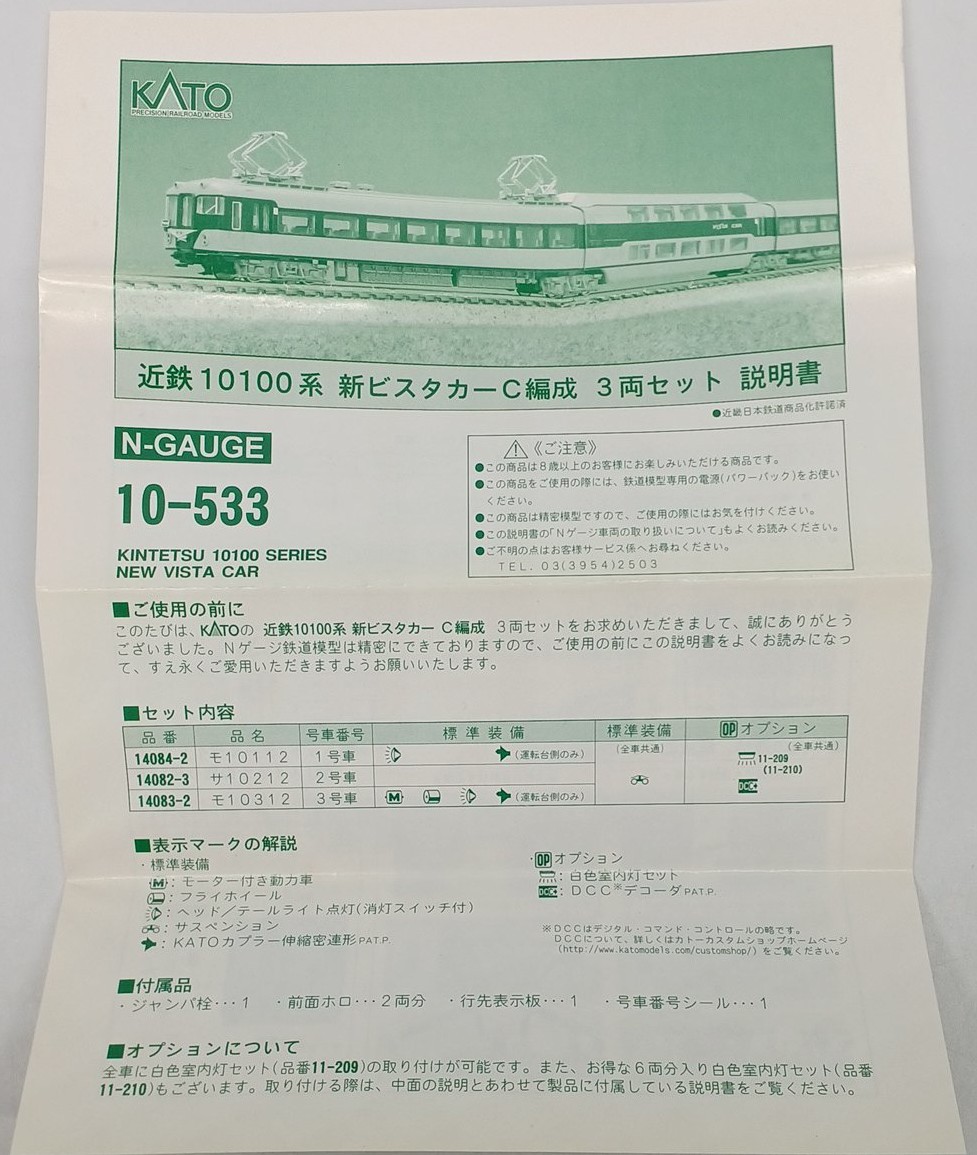 KATO
PRECISION RAILROAD MODELS
VISTA CAR
近鉄10100系 新ビスタカーC編成 3両セット 説明書
●近畿日本鉄道商品化許諾済
N-GAUGE
10-533
KINTETSU 10100 SERIES
NEW VISTA CAR
⚠《ご注意》
●この商品は8歳以上のお客様にお楽しみいただける商品です。
●この商品をご使用の際には、鉄道模型専用の電源(パワーパック)をお使い
ください。
●この商品は精密模型ですので、ご使用の際にはお気を付けください。
●この説明書の「Nゲージ車両の取り扱いについて」もよくお読みください。
●ご不明の点はお客様サービス係へお尋ねください。
TEL. 03(3954)2503
■ご使用の前に
このたびは、KATOの 近鉄10100系 新ビスタカー C編成 3両セットをお求めいただきまして、誠にありがとう
ございました。Nゲージ鉄道模型は精密にできておりますので、ご使用の前にこの説明書をよくお読みになっ
て、すえ永くご愛用いただきますようお願いいたします。
■セット内容
品番 品名 号車番号 標準装備 標準装備 OPオプション
14084-2 モ10112 1号車 (運転台側のみ) (全車共通) (全車共通)
11-209
(11-210)
14082-3 サ10212 2号車
DCC
14083-2 モ10312 3号車 M (運転台側のみ)
■表示マークの解説
・標準装備
M：モーター付き動力車
：フライホイール
：ヘッド／テールライト点灯(消灯スイッチ付)
：サスペンション
：KATOカプラー伸縮密連形PAT.P.
・OPオプション
：白色室内灯セット
DCC：DCC※デコーダPAT.P.
※DCCはデジタル・コマンド・コントロールの略です。
DCCについて、詳しくはカトーカスタムショップホームページ
(http://www.katomodels.com/customshop/) をご覧ください。
■付属品
・ジャンパ栓･･･1 ・前面ホロ･･･2両分 ・行先表示板･･･1 ・号車番号シール･･･1
■オプションについて
全車に白色室内灯セット(品番11-209)の取り付けが可能です。また、お得な6両分入り白色室内灯セット(品番
11-210)もございます。取り付ける際は、中面の説明とあわせて製品に付属している説明書をご覧ください。